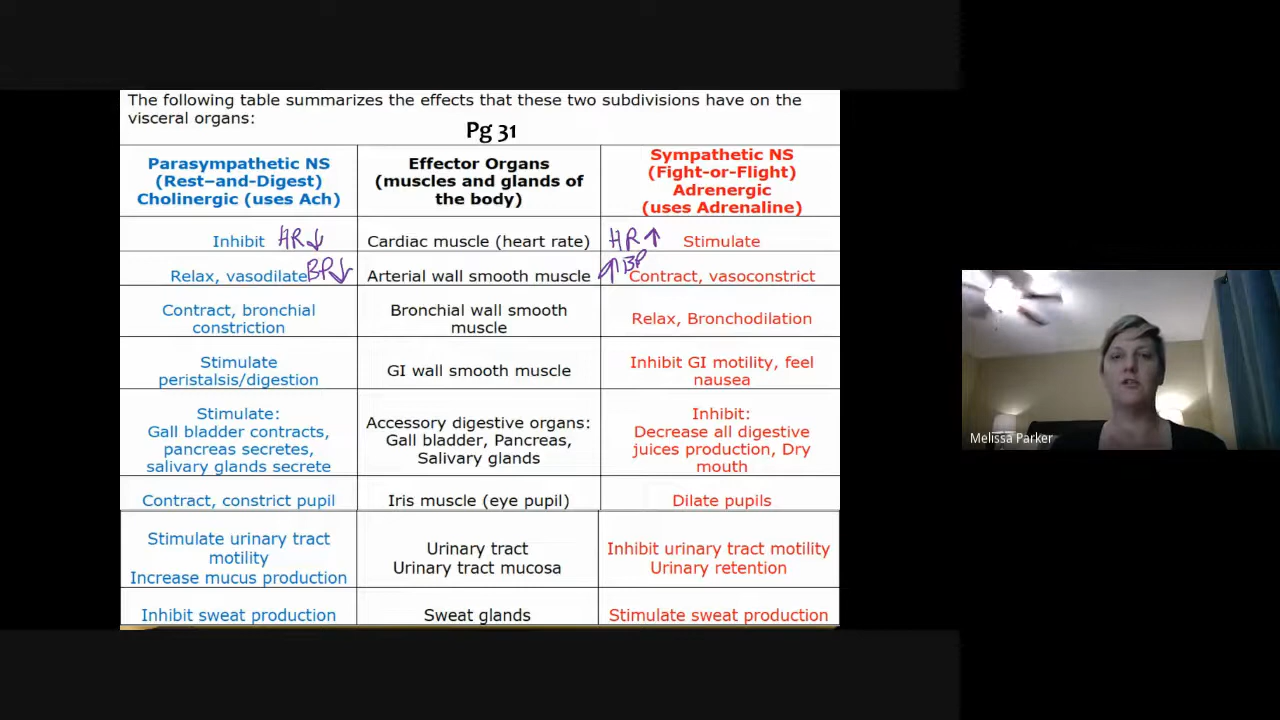 The following table summarizes the effects that these two subdivisions have on the
visceral organs:
Pg 31
Parasympathetic NS
(Rest–and-Digest)
Cholinergic (uses Ach)
Effector Organs
(muscles and glands of
the body)
Sympathetic NS
(Fight-or-Flight)
Adrenergic
(uses Adrenaline)
Inhibit HR↓
Cardiac muscle (heart rate)
HR↑ Stimulate
Relax, vasodilate BP↓
Arterial wall smooth muscle
↑BP
Contract, vasoconstrict
Contract, bronchial
constriction
Bronchial wall smooth
muscle
Relax, Bronchodilation
Stimulate
peristalsis/digestion
GI wall smooth muscle
Inhibit GI motility, feel
nausea
Stimulate:
Gall bladder contracts,
pancreas secretes,
salivary glands secrete
Accessory digestive organs:
Gall bladder, Pancreas,
Salivary glands
Inhibit:
Decrease all digestive
juices production, Dry
mouth
Contract, constrict pupil
Iris muscle (eye pupil)
Dilate pupils
Stimulate urinary tract
motility
Increase mucus production
Urinary tract
Urinary tract mucosa
Inhibit urinary tract motility
Urinary retention
Inhibit sweat production
Sweat glands
Stimulate sweat production
Melissa Parker